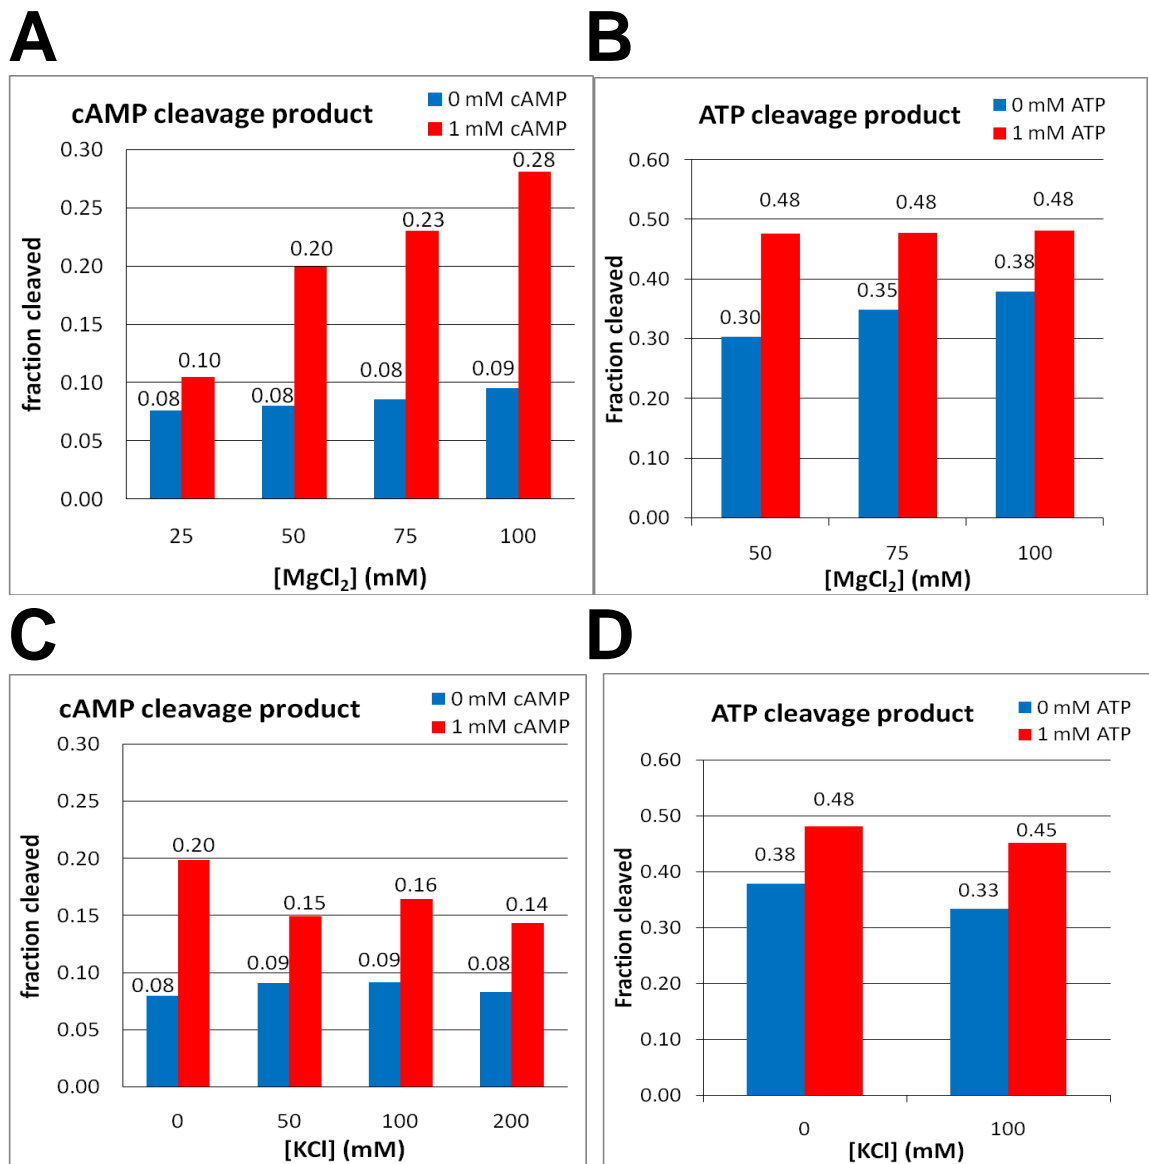 A
cAMP cleavage product
0 mM cAMP
1 mM cAMP
fraction cleaved
0.30
0.25
0.20
0.15
0.10
0.05
0.00
0.08
0.10
0.08
0.20
0.08
0.23
0.09
0.28
25
50
75
100
[MgCl₂] (mM)
B
ATP cleavage product
0 mM ATP
1 mM ATP
Fraction cleaved
0.60
0.50
0.40
0.30
0.20
0.10
0.00
0.30
0.48
0.35
0.48
0.38
0.48
50
75
100
[MgCl₂] (mM)
C
cAMP cleavage product
0 mM cAMP
1 mM cAMP
fraction cleaved
0.30
0.25
0.20
0.15
0.10
0.05
0.00
0.08
0.20
0.09
0.15
0.09
0.16
0.08
0.14
0
50
100
200
[KCl] (mM)
D
ATP cleavage product
0 mM ATP
1 mM ATP
Fraction cleaved
0.60
0.50
0.40
0.30
0.20
0.10
0.00
0.38
0.48
0.33
0.45
0
100
[KCl] (mM)